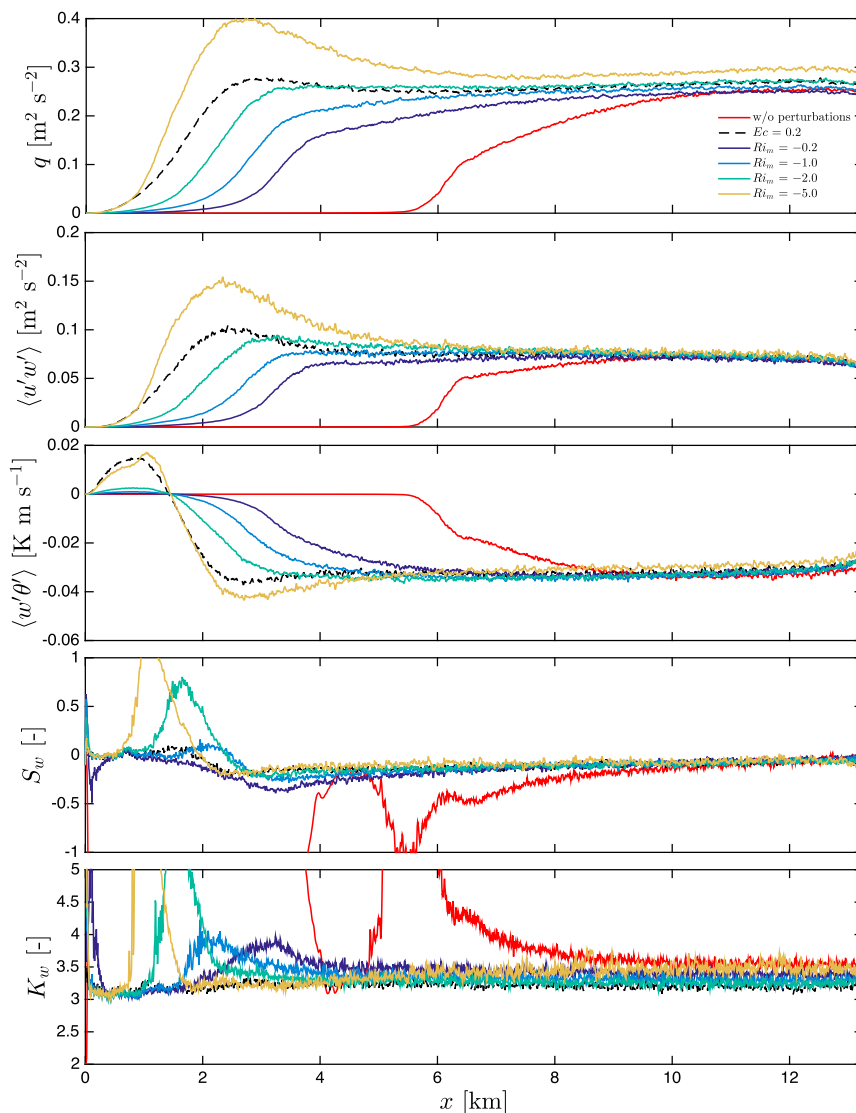 0.4
0.3
0.2
0.1
0
q [m² s⁻²]
w/o perturbations
Ec = 0.2
Ri_m = −0.2
Ri_m = −1.0
Ri_m = −2.0
Ri_m = −5.0
0.2
0.15
0.1
0.05
0
⟨u′w′⟩ [m² s⁻²]
0.02
0
-0.02
-0.04
-0.06
⟨w′θ′⟩ [K m s⁻¹]
1
0.5
0
-0.5
-1
S_w [-]
5
4.5
4
3.5
3
2.5
2
K_w [-]
0 2 4 6 8 10 12
x [km]